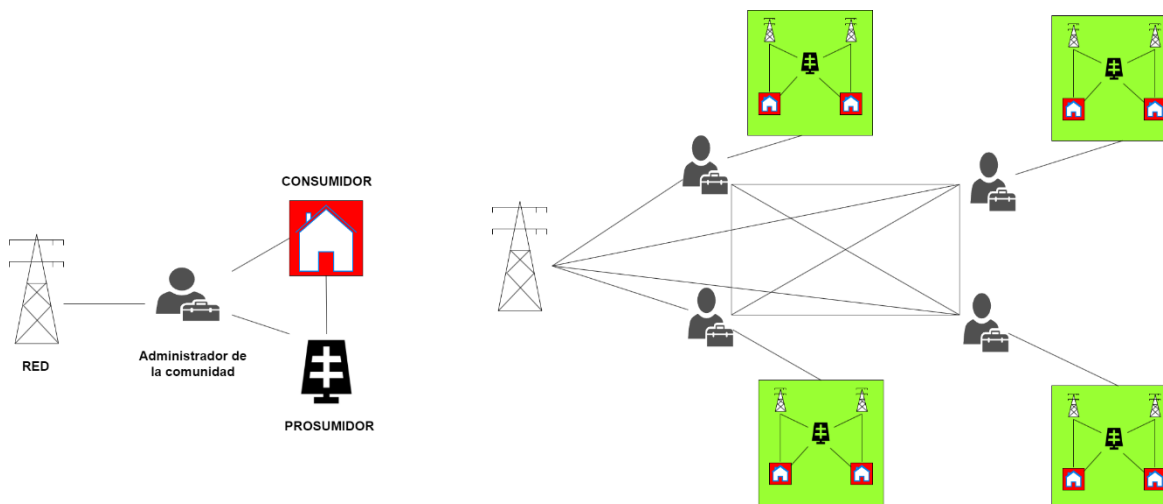 CONSUMIDOR
RED
Administrador de
la comunidad
PROSUMIDOR